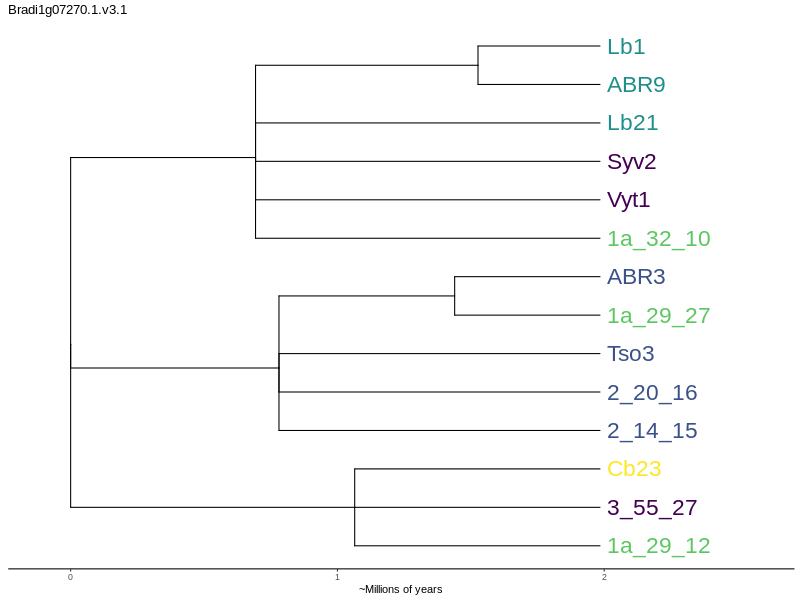 Bradi1g07270.1.v3.1
Lb1
ABR9
Lb21
Syv2
Vyt1
1a_32_10
ABR3
1a_29_27
Tso3
2_20_16
2_14_15
Cb23
3_55_27
1a_29_12
0 1 2
~Millions of years